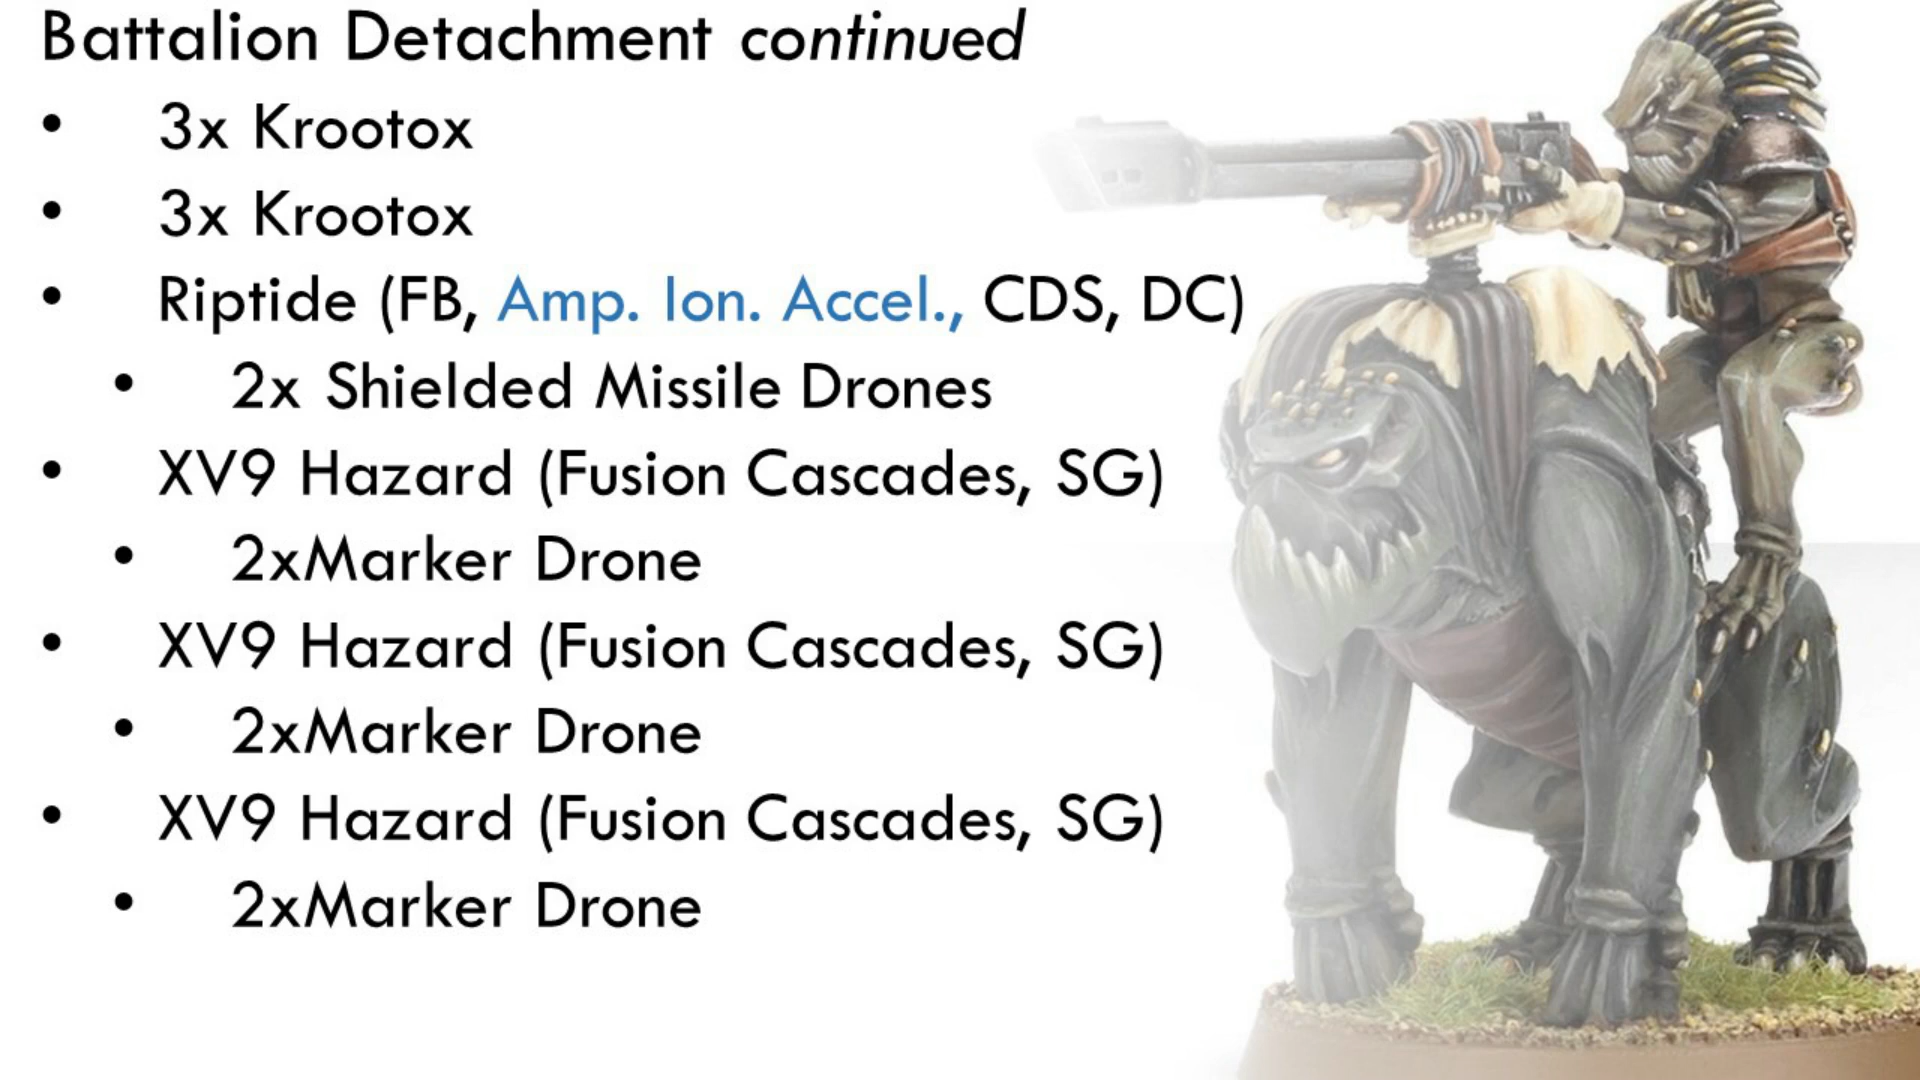 Battalion Detachment continued
• 3x Krootox
• 3x Krootox
• Riptide (FB, Amp. Ion. Accel., CDS, DC)
• 2x Shielded Missile Drones
• XV9 Hazard (Fusion Cascades, SG)
• 2xMarker Drone
• XV9 Hazard (Fusion Cascades, SG)
• 2xMarker Drone
• XV9 Hazard (Fusion Cascades, SG)
• 2xMarker Drone